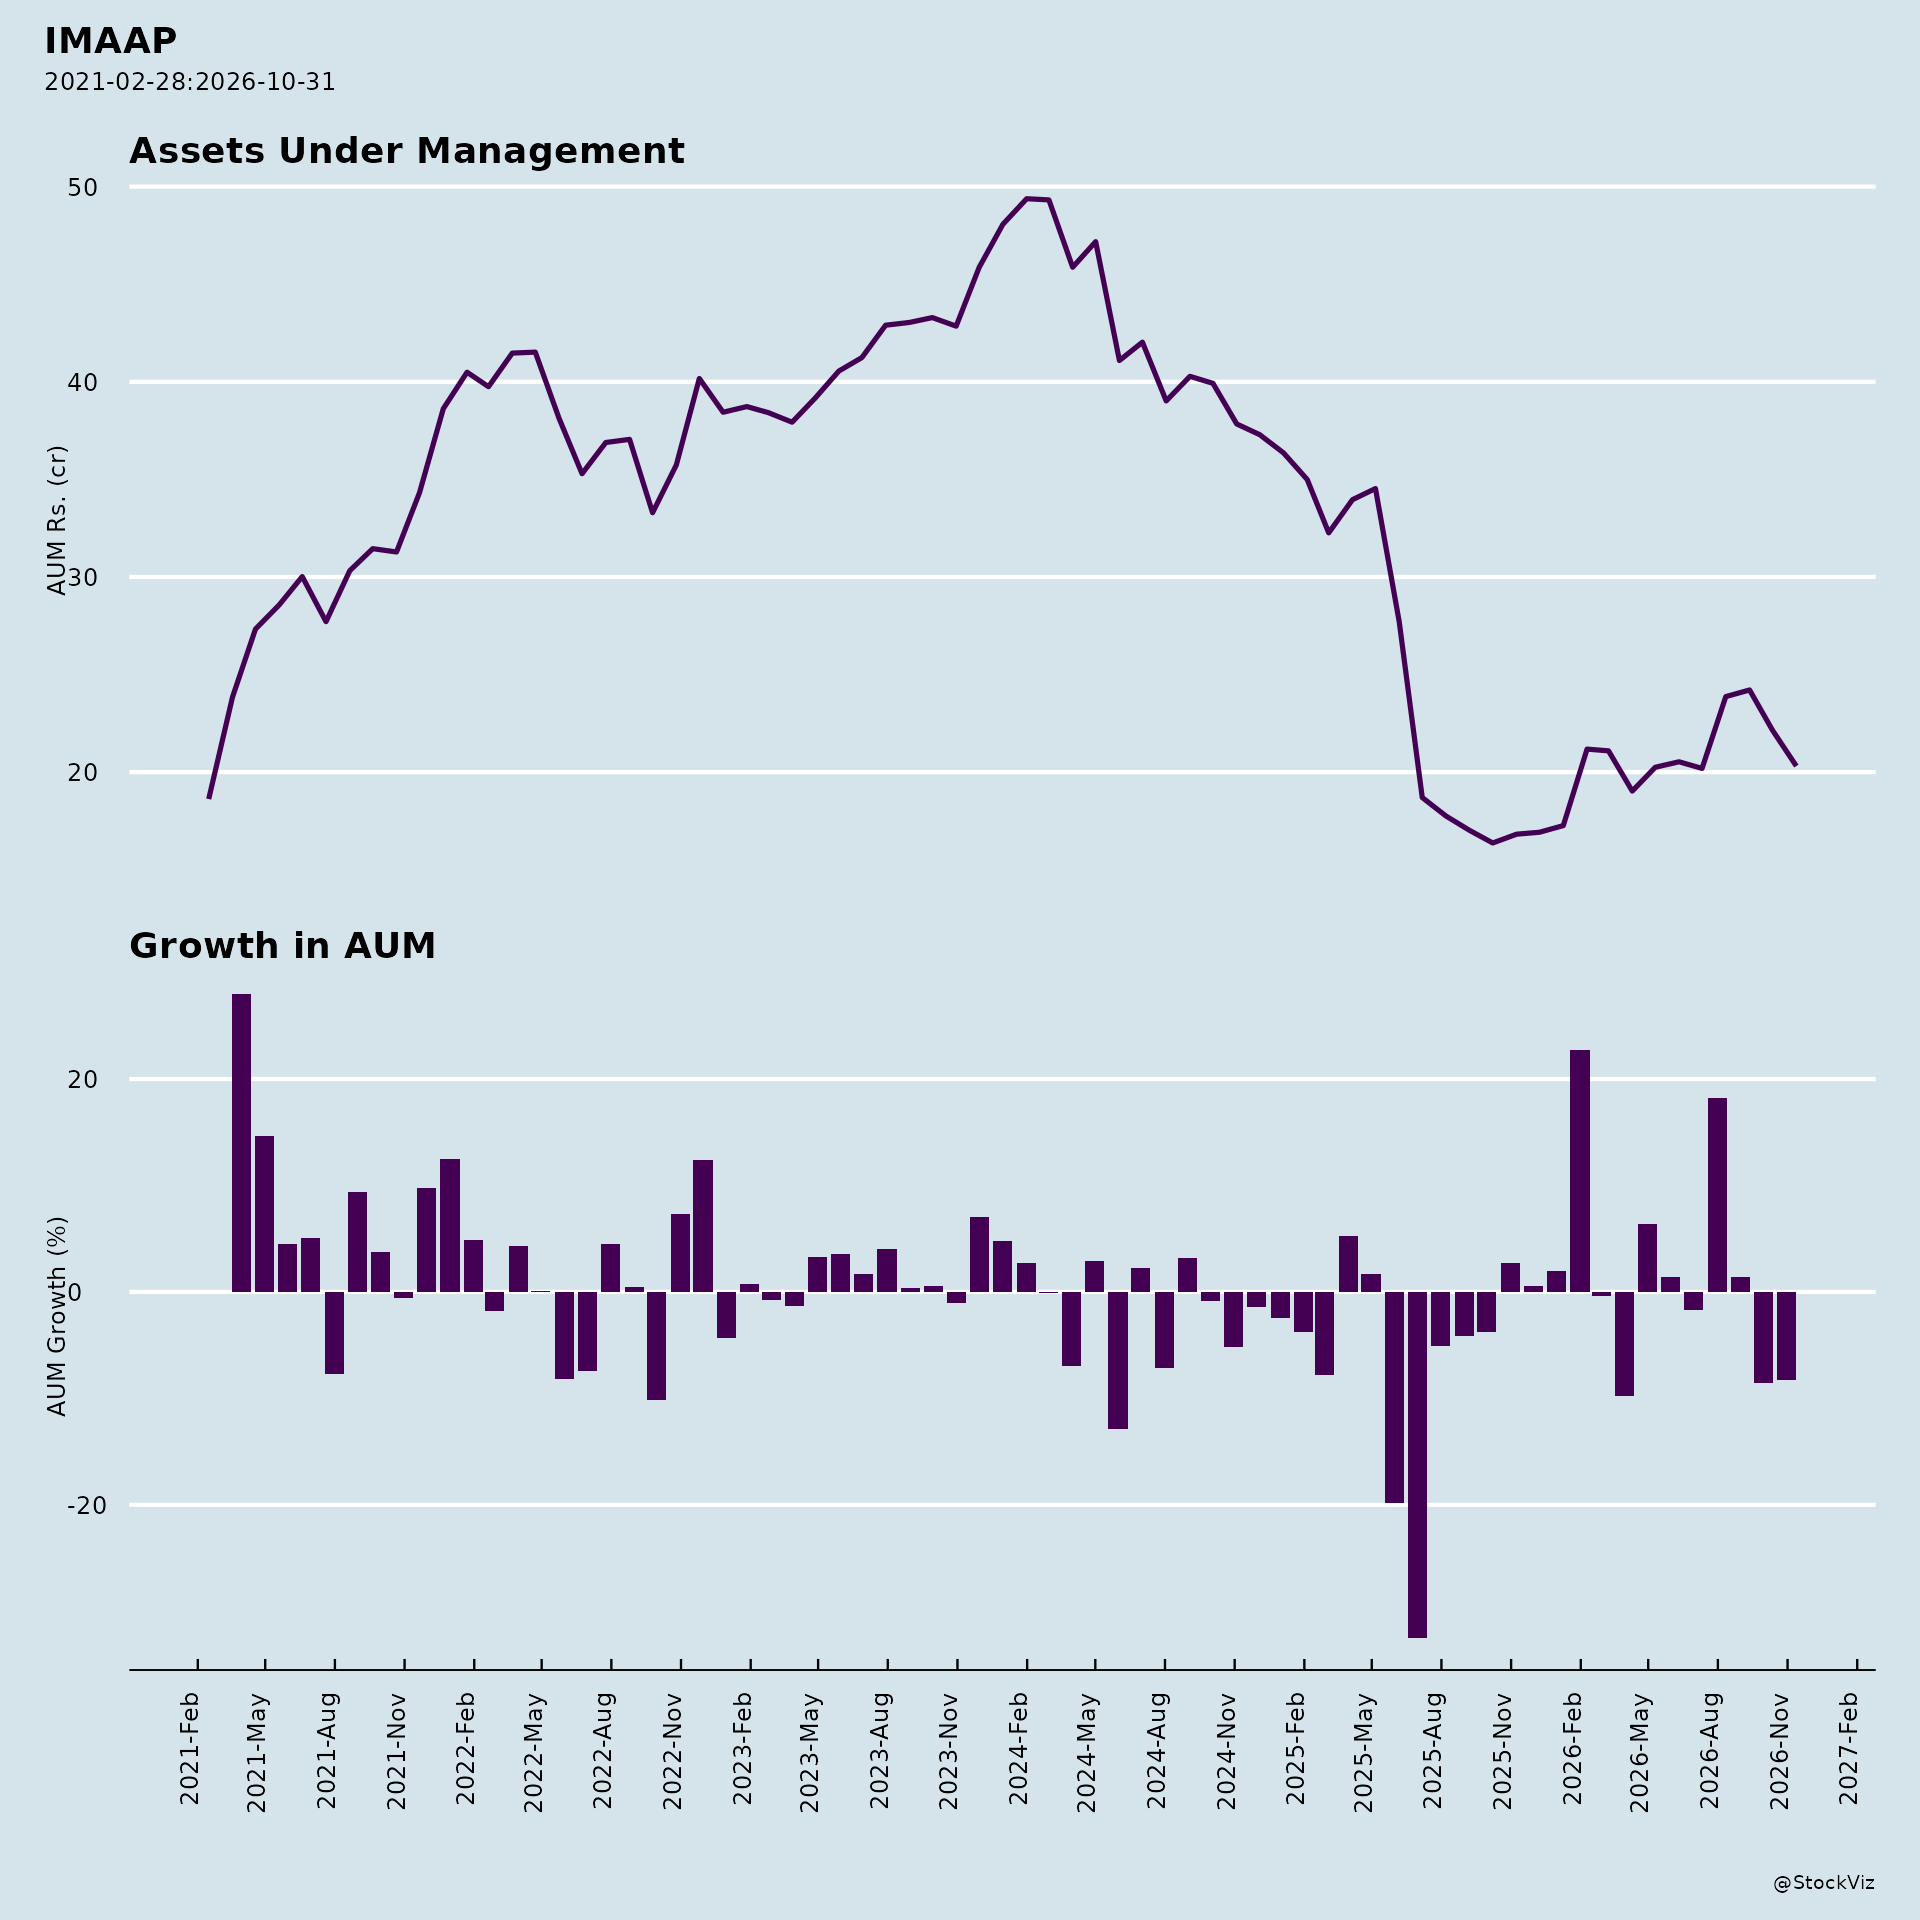 IMAAP
2021-02-28:2026-10-31
Assets Under Management
50
40
30
20
AUM Rs. (cr)
Growth in AUM
20
0
-20
AUM Growth (%)
2021-Feb
2021-May
2021-Aug
2021-Nov
2022-Feb
2022-May
2022-Aug
2022-Nov
2023-Feb
2023-May
2023-Aug
2023-Nov
2024-Feb
2024-May
2024-Aug
2024-Nov
2025-Feb
2025-May
2025-Aug
2025-Nov
2026-Feb
2026-May
2026-Aug
2026-Nov
2027-Feb
@StockViz